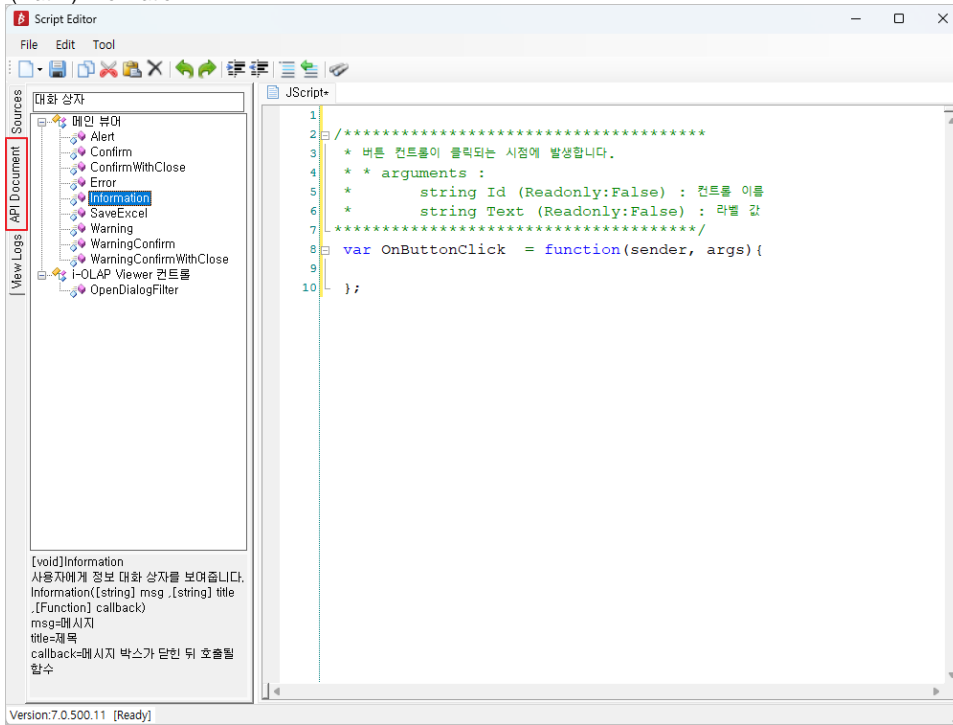 Script Editor
File Edit Tool
Sources
API Document
View Logs
대화 상자
메인 뷰어
Alert
Confirm
ConfirmWithClose
Error
Information
SaveExcel
Warning
WarningConfirm
WarningConfirmWithClose
i-OLAP Viewer 컨트롤
OpenDialogFilter
[void]Information
사용자에게 정보 대화 상자를 보여줍니다.
Information([string] msg ,[string] title
,[Function] callback)
msg=메시지
title=제목
callback=메시지 박스가 닫힌 뒤 호출될
함수
JScript*
1
2 /**************************************
3 * 버튼 컨트롤이 클릭되는 시점에 발생합니다.
4 * * arguments :
5 * string Id (Readonly:False) : 컨트롤 이름
6 * string Text (Readonly:False) : 라벨 값
7 **************************************/
8 var OnButtonClick = function(sender, args){
9
10 };
Version:7.0.500.11 [Ready]